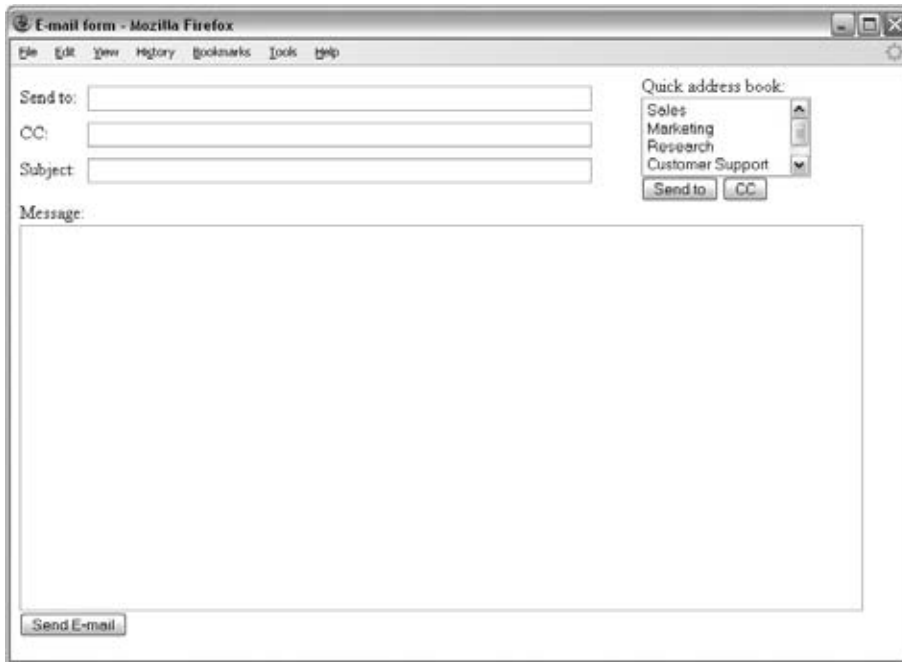 E-mail form - Mozilla Firefox
File Edit View History Bookmarks Tools Help
Send to:
CC:
Subject:
Quick address book:
Sales
Marketing
Research
Customer Support
Send to CC
Message:
Send E-mail